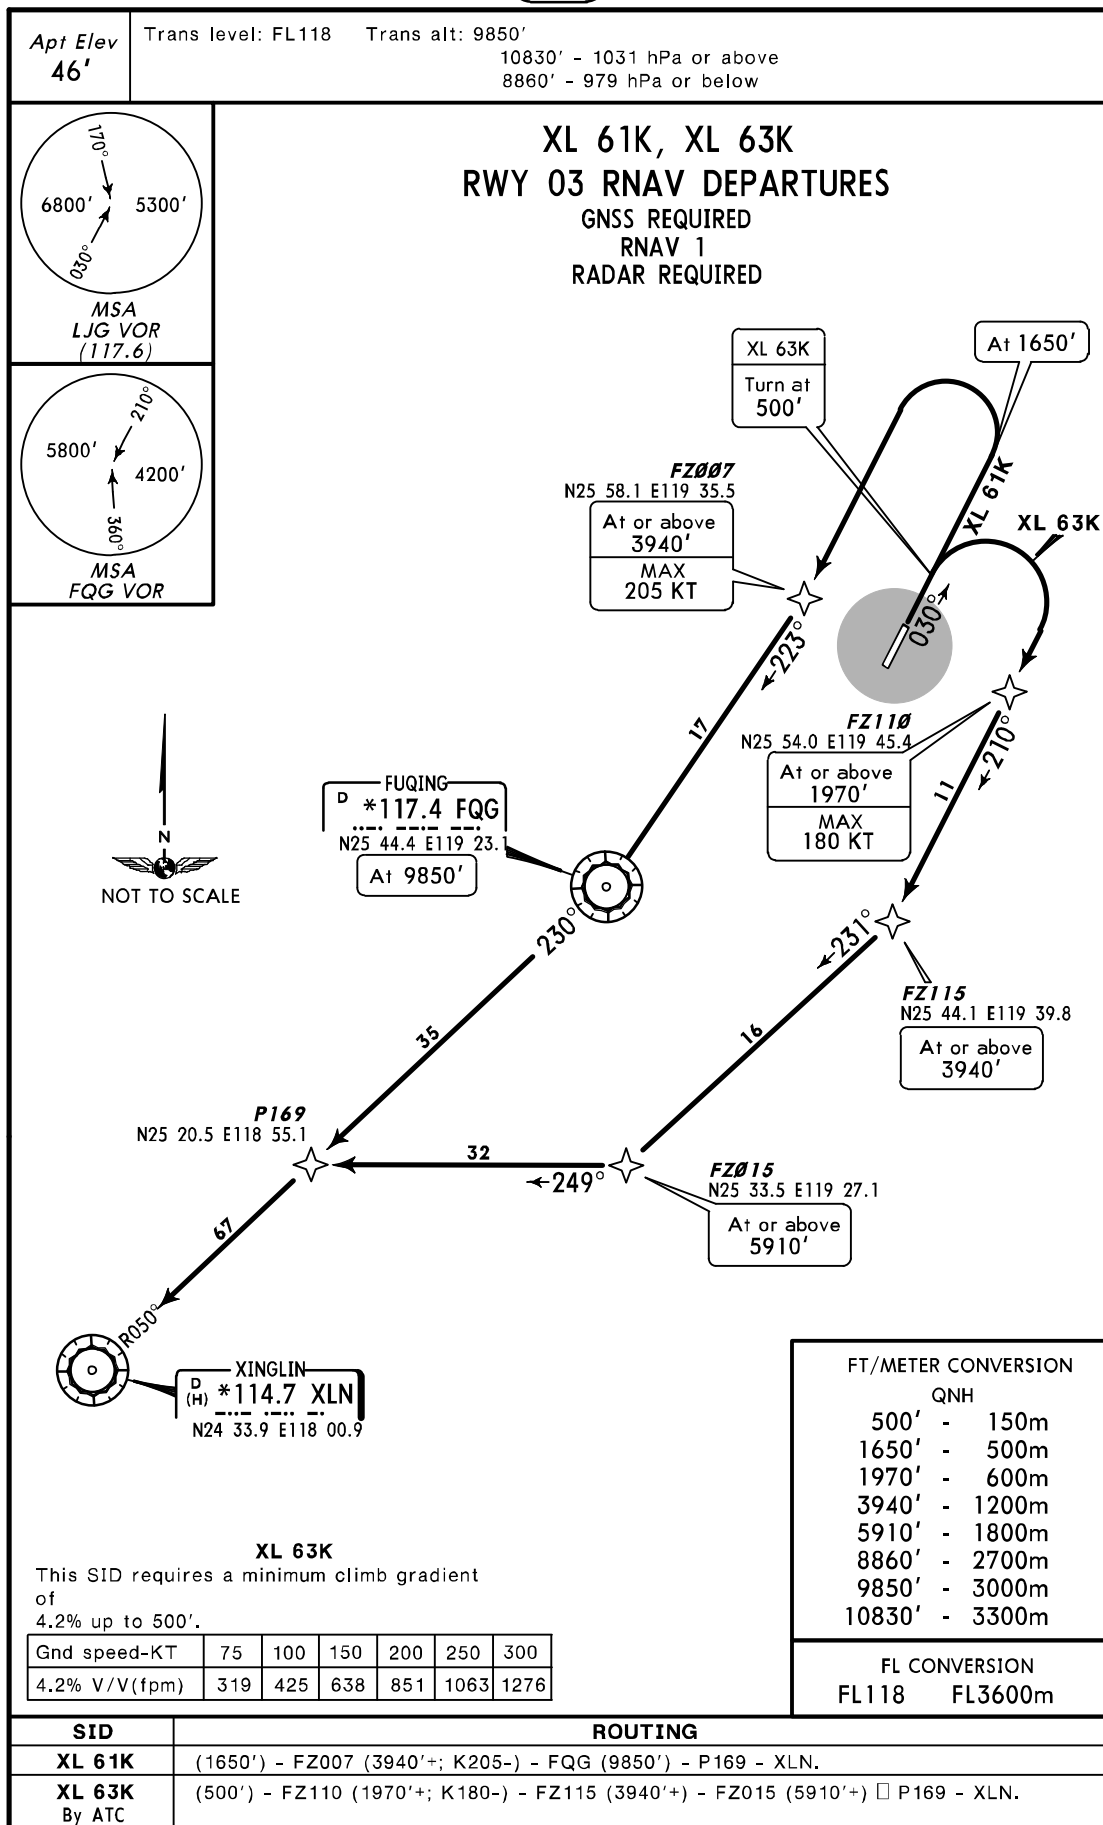 Apt Elev
46'
Trans level: FL118 Trans alt: 9850'
10830' - 1031 hPa or above
8860' - 979 hPa or below
170°
6800' 5300'
030°
MSA
LJG VOR
(117.6)
210°
5800'
4200'
360°
MSA
FQG VOR
XL 61K, XL 63K
RWY 03 RNAV DEPARTURES
GNSS REQUIRED
RNAV 1
RADAR REQUIRED
XL 63K
Turn at
500'
At 1650'
XL 61K
XL 63K
FZØØ7
N25 58.1 E119 35.5
At or above
3940'
MAX
205 KT
030°
223°
17
FZ11Ø
N25 54.0 E119 45.4
At or above
1970'
MAX
180 KT
210°
11
FUQING
D *117.4 FQG
N25 44.4 E119 23.1
At 9850'
N
NOT TO SCALE
230°
231°
FZ115
N25 44.1 E119 39.8
At or above
3940'
35
16
P169
N25 20.5 E118 55.1
32
249°
FZØ15
N25 33.5 E119 27.1
At or above
5910'
67
R050°
XINGLIN
D
(H) *114.7 XLN
N24 33.9 E118 00.9
FT/METER CONVERSION
QNH
500' - 150m
1650' - 500m
1970' - 600m
3940' - 1200m
5910' - 1800m
8860' - 2700m
9850' - 3000m
10830' - 3300m
FL CONVERSION
FL118 FL3600m
XL 63K
This SID requires a minimum climb gradient
of
4.2% up to 500'.
Gnd speed-KT 75 100 150 200 250 300
4.2% V/V(fpm) 319 425 638 851 1063 1276
SID ROUTING
XL 61K (1650') - FZ007 (3940'+; K205-) - FQG (9850') - P169 - XLN.
XL 63K (500') - FZ110 (1970'+; K180-) - FZ115 (3940'+) - FZ015 (5910'+) □ P169 - XLN.
By ATC